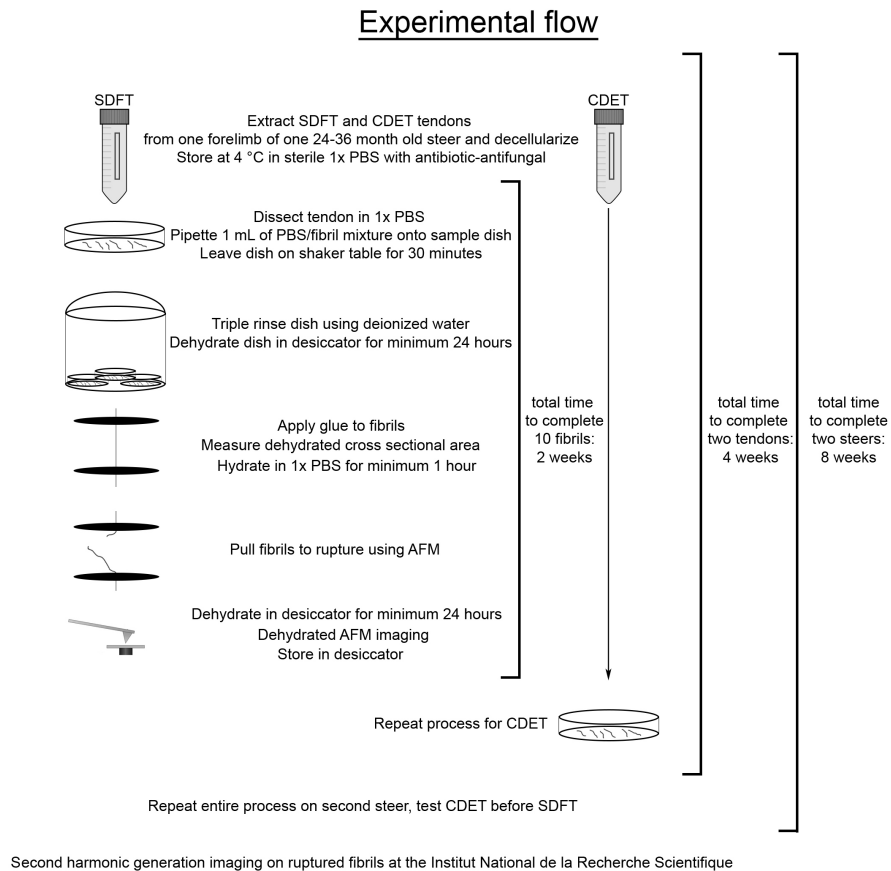 Experimental flow
SDFT
CDET
Extract SDFT and CDET tendons
from one forelimb of one 24-36 month old steer and decellularize
Store at 4 °C in sterile 1x PBS with antibiotic-antifungal
Dissect tendon in 1x PBS
Pipette 1 mL of PBS/fibril mixture onto sample dish
Leave dish on shaker table for 30 minutes
Triple rinse dish using deionized water
Dehydrate dish in desiccator for minimum 24 hours
Apply glue to fibrils
Measure dehydrated cross sectional area
Hydrate in 1x PBS for minimum 1 hour
Pull fibrils to rupture using AFM
Dehydrate in desiccator for minimum 24 hours
Dehydrated AFM imaging
Store in desiccator
total time
to complete
10 fibrils:
2 weeks
total time
to complete
two tendons:
4 weeks
total time
to complete
two steers:
8 weeks
Repeat process for CDET
Repeat entire process on second steer, test CDET before SDFT
Second harmonic generation imaging on ruptured fibrils at the Institut National de la Recherche Scientifique